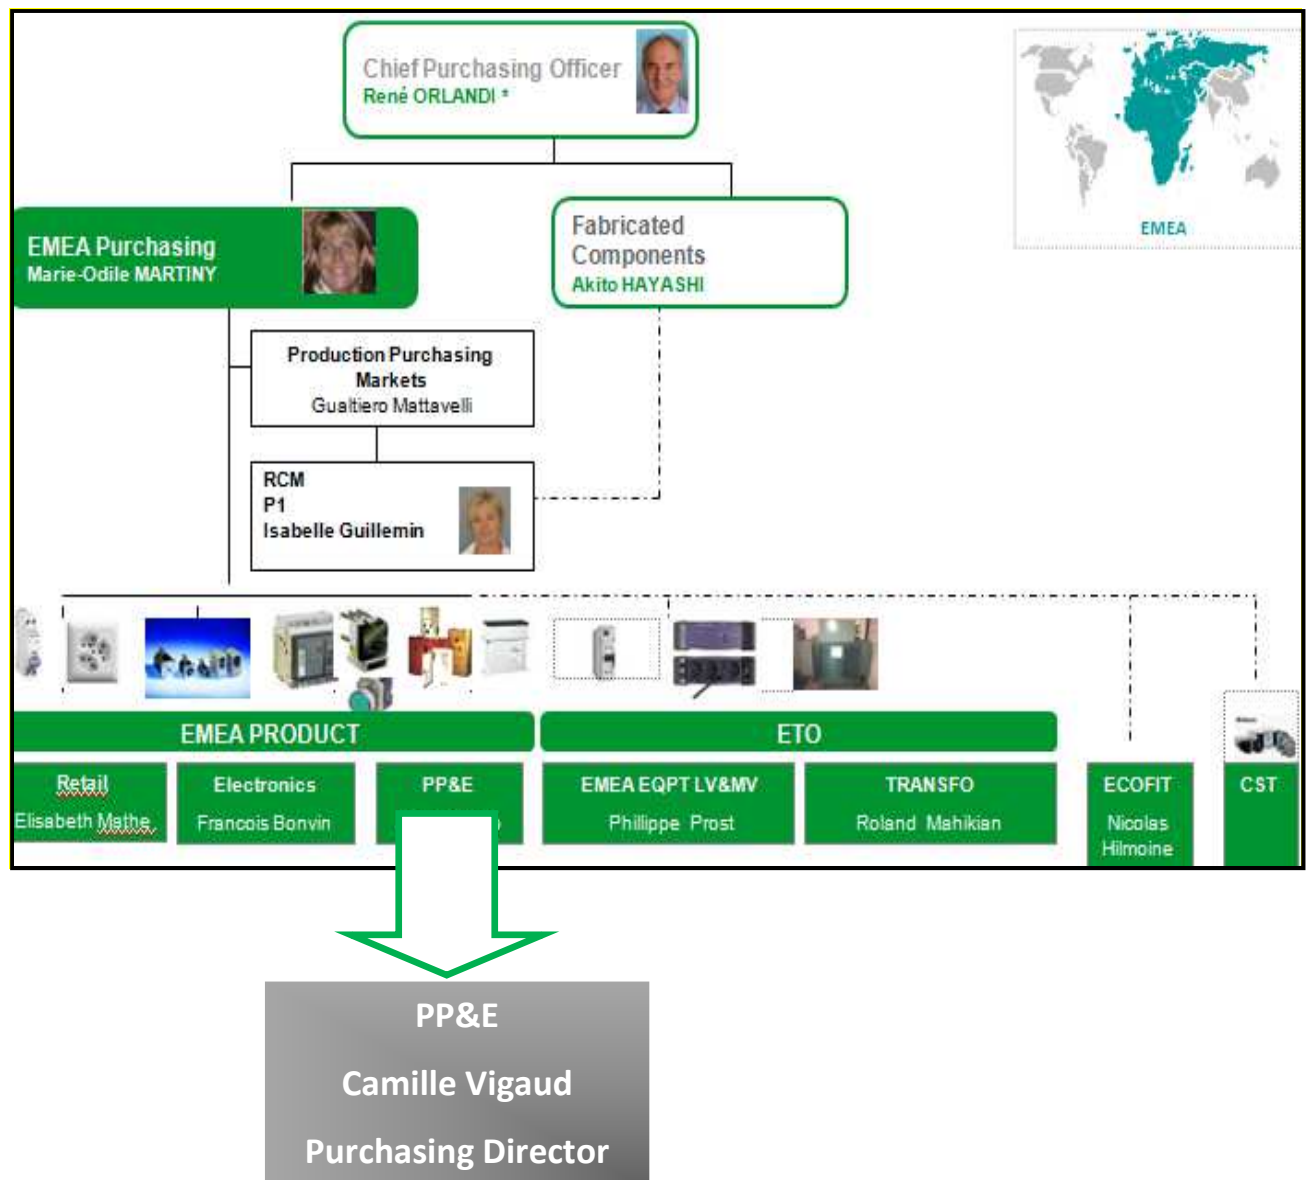 Chief Purchasing Officer
René ORLANDI *
EMEA Purchasing
Marie-Odile MARTINY
Fabricated
Components
Akito HAYASHI
EMEA
Production Purchasing
Markets
Gualtiero Mattavelli
RCM
P1
Isabelle Guillemin
EMEA PRODUCT
ETO
Retail
Elisabeth Mathe
Electronics
Francois Bonvin
PP&E
EMEA EQPT LV&MV
Phillippe Prost
TRANSFO
Roland Mahikian
ECOFIT
Nicolas
Hilmoine
CST
PP&E
Camille Vigaud
Purchasing Director